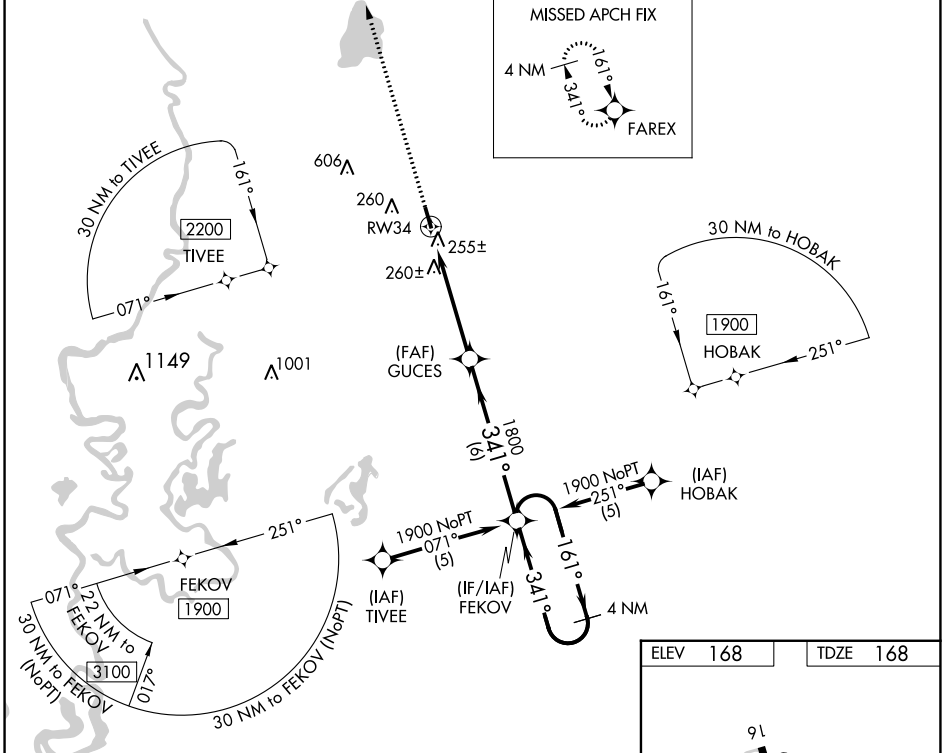 MISSED APCH FIX
4 NM
161°
341°
FAREX
30 NM to TIVEE
161°
2200
TIVEE
071°
606
260
RW34
255±
260±
30 NM to HOBAK
161°
1900
HOBAK
251°
1149
1001
(FAF)
GUCES
1800
341°
(6)
1900 NoPT
251°
(5)
(IAF)
HOBAK
1900 NoPT
071°
(5)
(IAF)
TIVEE
(IF/IAF)
FEKOV
161°
341°
4 NM
251°
071°
FEKOV
1900
22 NM to
FEKOV
3100
017°
30 NM to FEKOV
(NoPT)
30 NM to FEKOV (NoPT)
ELEV 168
TDZE 168
16